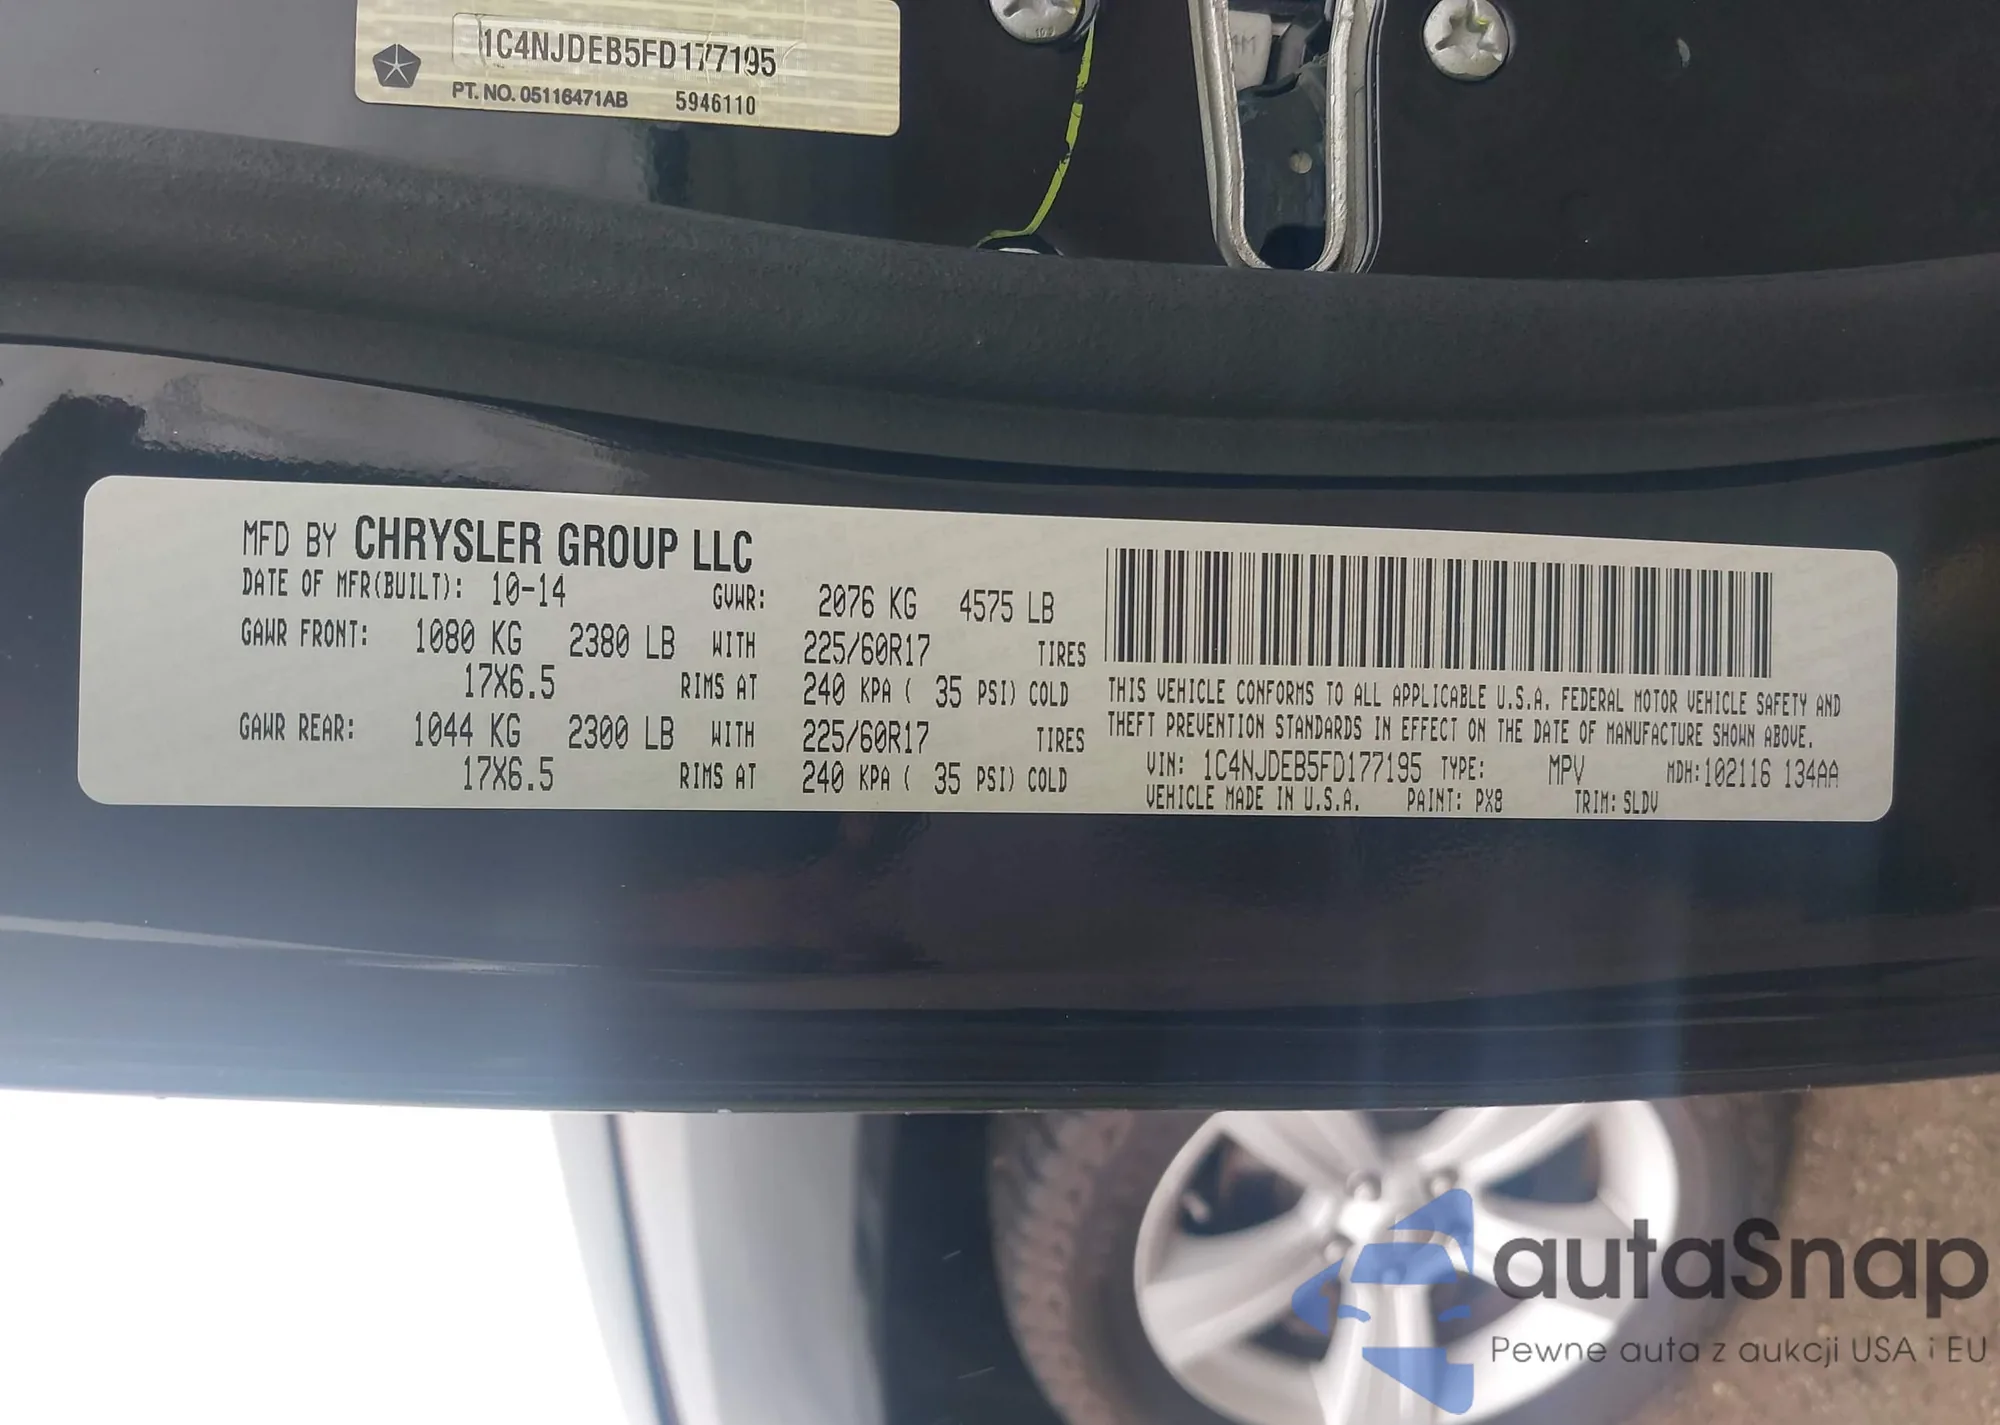 1C4NJDEB5FD177195
PT. NO. 05116471AB 5946110
4M
MFD BY CHRYSLER GROUP LLC
DATE OF MFR(BUILT): 10-14 GVWR: 2076 KG 4575 LB
GAWR FRONT: 1080 KG 2380 LB WITH 225/60R17 TIRES
17X6.5 RIMS AT 240 KPA ( 35 PSI) COLD
GAWR REAR: 1044 KG 2300 LB WITH 225/60R17 TIRES
17X6.5 RIMS AT 240 KPA ( 35 PSI) COLD
THIS VEHICLE CONFORMS TO ALL APPLICABLE U.S.A. FEDERAL MOTOR VEHICLE SAFETY AND
THEFT PREVENTION STANDARDS IN EFFECT ON THE DATE OF MANUFACTURE SHOWN ABOVE.
VIN: 1C4NJDEB5FD177195 TYPE: MPV MDH:102116 134AA
VEHICLE MADE IN U.S.A. PAINT: PX8 TRIM: SLDV
autaSnap
Pewne auta z aukcji USA i EU